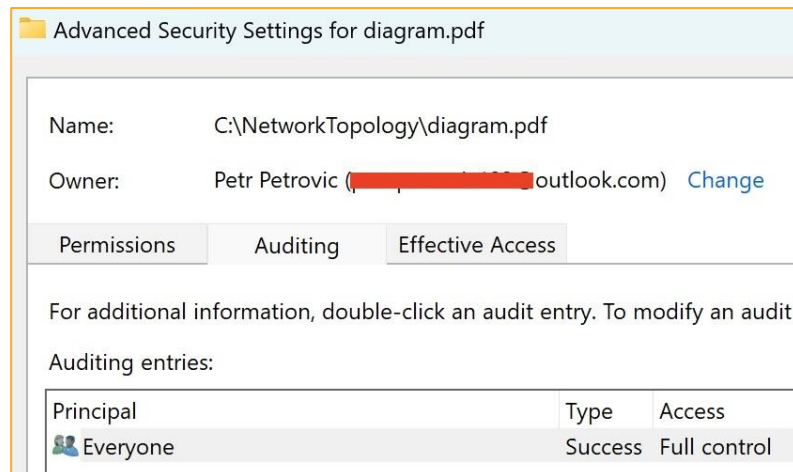 Advanced Security Settings for diagram.pdf
Name: C:\NetworkTopology\diagram.pdf
Owner: Petr Petrovic ( outlook.com) Change
Permissions Auditing Effective Access
For additional information, double-click an audit entry. To modify an audit
Auditing entries:
Principal Type Access
Everyone Success Full control